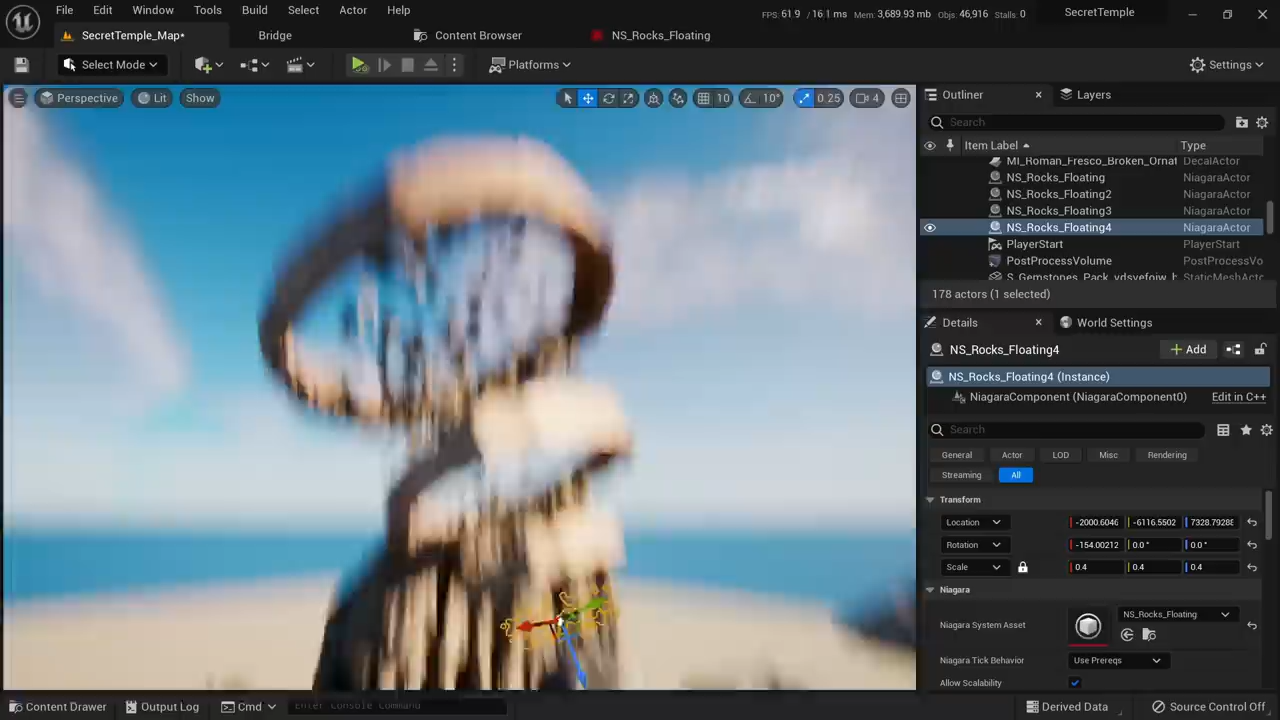 File Edit Window Tools Build Select Actor Help
FPS: 61.9 / 16.1 ms Mem: 3,689.93 mb Objs: 46,916 Stalls: 0
SecretTemple
SecretTemple_Map*
Bridge
Content Browser
NS_Rocks_Floating
Select Mode
Platforms
Settings
Perspective
Lit
Show
10
10°
0.25
4
Outliner
Layers
Search
Item Label
Type
MI_Roman_Fresco_Broken_Ornat DecalActor
NS_Rocks_Floating NiagaraActor
NS_Rocks_Floating2 NiagaraActor
NS_Rocks_Floating3 NiagaraActor
NS_Rocks_Floating4 NiagaraActor
PlayerStart PlayerStart
PostProcessVolume PostProcessVo
S_Gemstones_Pack_vdsvefoiw_h StaticMeshActo
178 actors (1 selected)
Details
World Settings
NS_Rocks_Floating4
Add
NS_Rocks_Floating4 (Instance)
NiagaraComponent (NiagaraComponent0) Edit in C++
Search
General Actor LOD Misc Rendering
Streaming All
Transform
Location -2000.6046 -6116.5502 7328.7928
Rotation -154.00212 0.0 ° 0.0 °
Scale 0.4 0.4 0.4
Niagara
Niagara System Asset NS_Rocks_Floating
Niagara Tick Behavior Use Prereqs
Allow Scalability
Content Drawer
Output Log
Cmd
Enter Console Command
Derived Data
Source Control Off